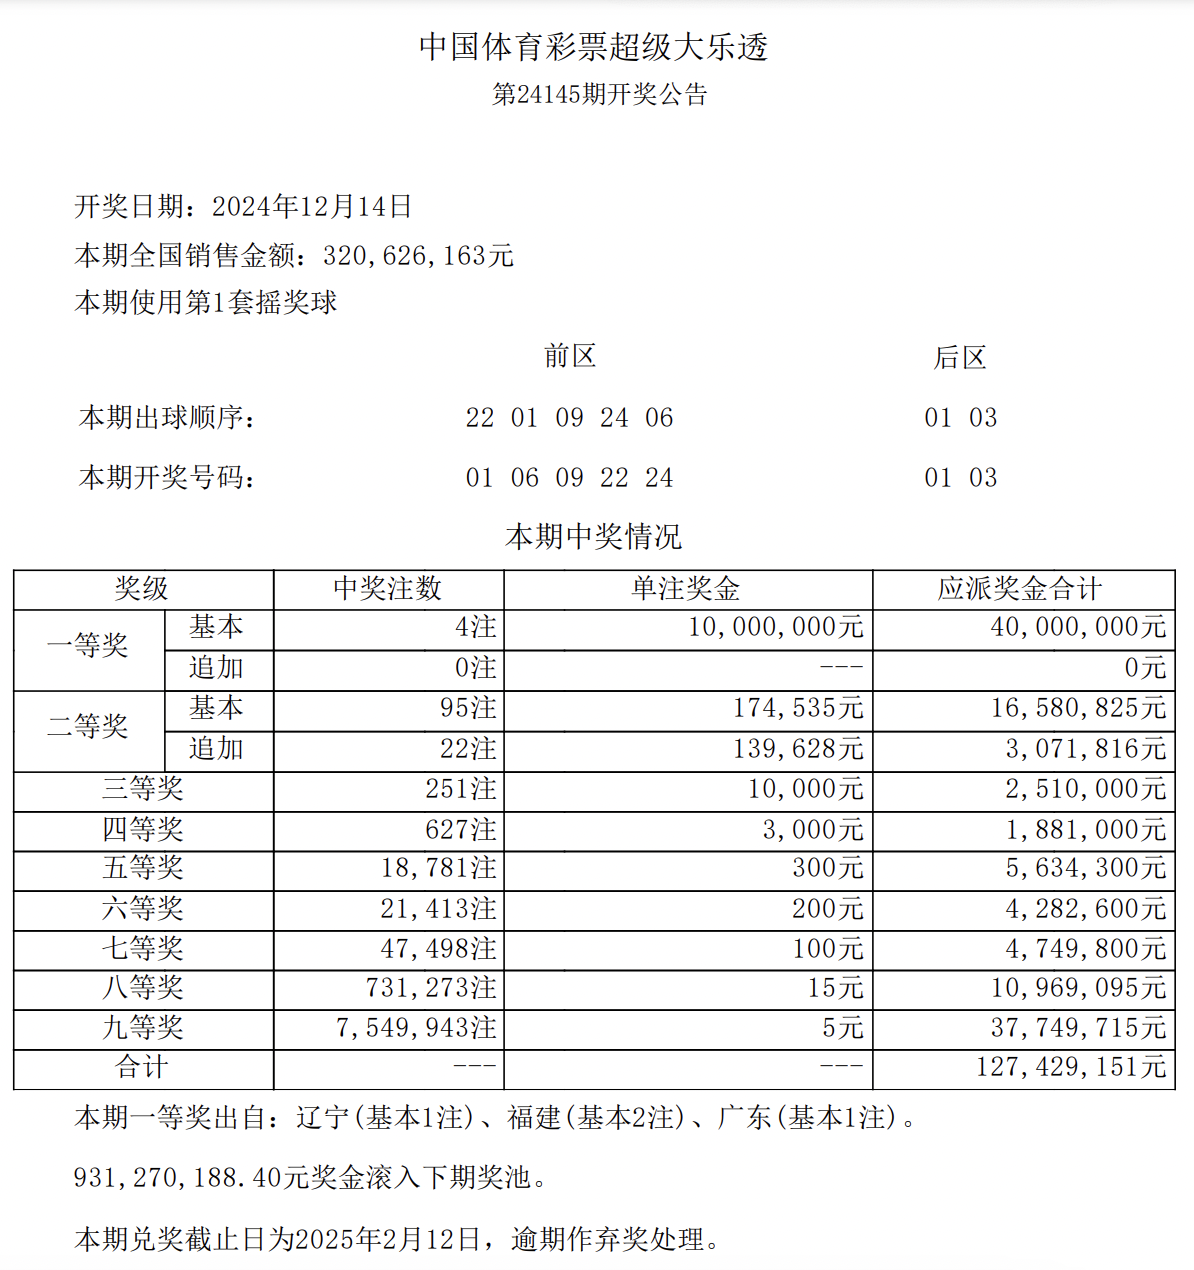 中国体育彩票超级大乐透
第24145期开奖公告
开奖日期：2024年12月14日
本期全国销售金额：320,626,163元
本期使用第1套摇奖球
前区 后区
本期出球顺序： 22 01 09 24 06 01 03
本期开奖号码： 01 06 09 22 24 01 03
本期中奖情况
奖级 中奖注数 单注奖金 应派奖金合计
一等奖 基本 4注 10,000,000元 40,000,000元
追加 0注 --- 0元
二等奖 基本 95注 174,535元 16,580,825元
追加 22注 139,628元 3,071,816元
三等奖 251注 10,000元 2,510,000元
四等奖 627注 3,000元 1,881,000元
五等奖 18,781注 300元 5,634,300元
六等奖 21,413注 200元 4,282,600元
七等奖 47,498注 100元 4,749,800元
八等奖 731,273注 15元 10,969,095元
九等奖 7,549,943注 5元 37,749,715元
合计 --- --- 127,429,151元
本期一等奖出自：辽宁(基本1注)、福建(基本2注)、广东(基本1注)。
931,270,188.40元奖金滚入下期奖池。
本期兑奖截止日为2025年2月12日，逾期作弃奖处理。